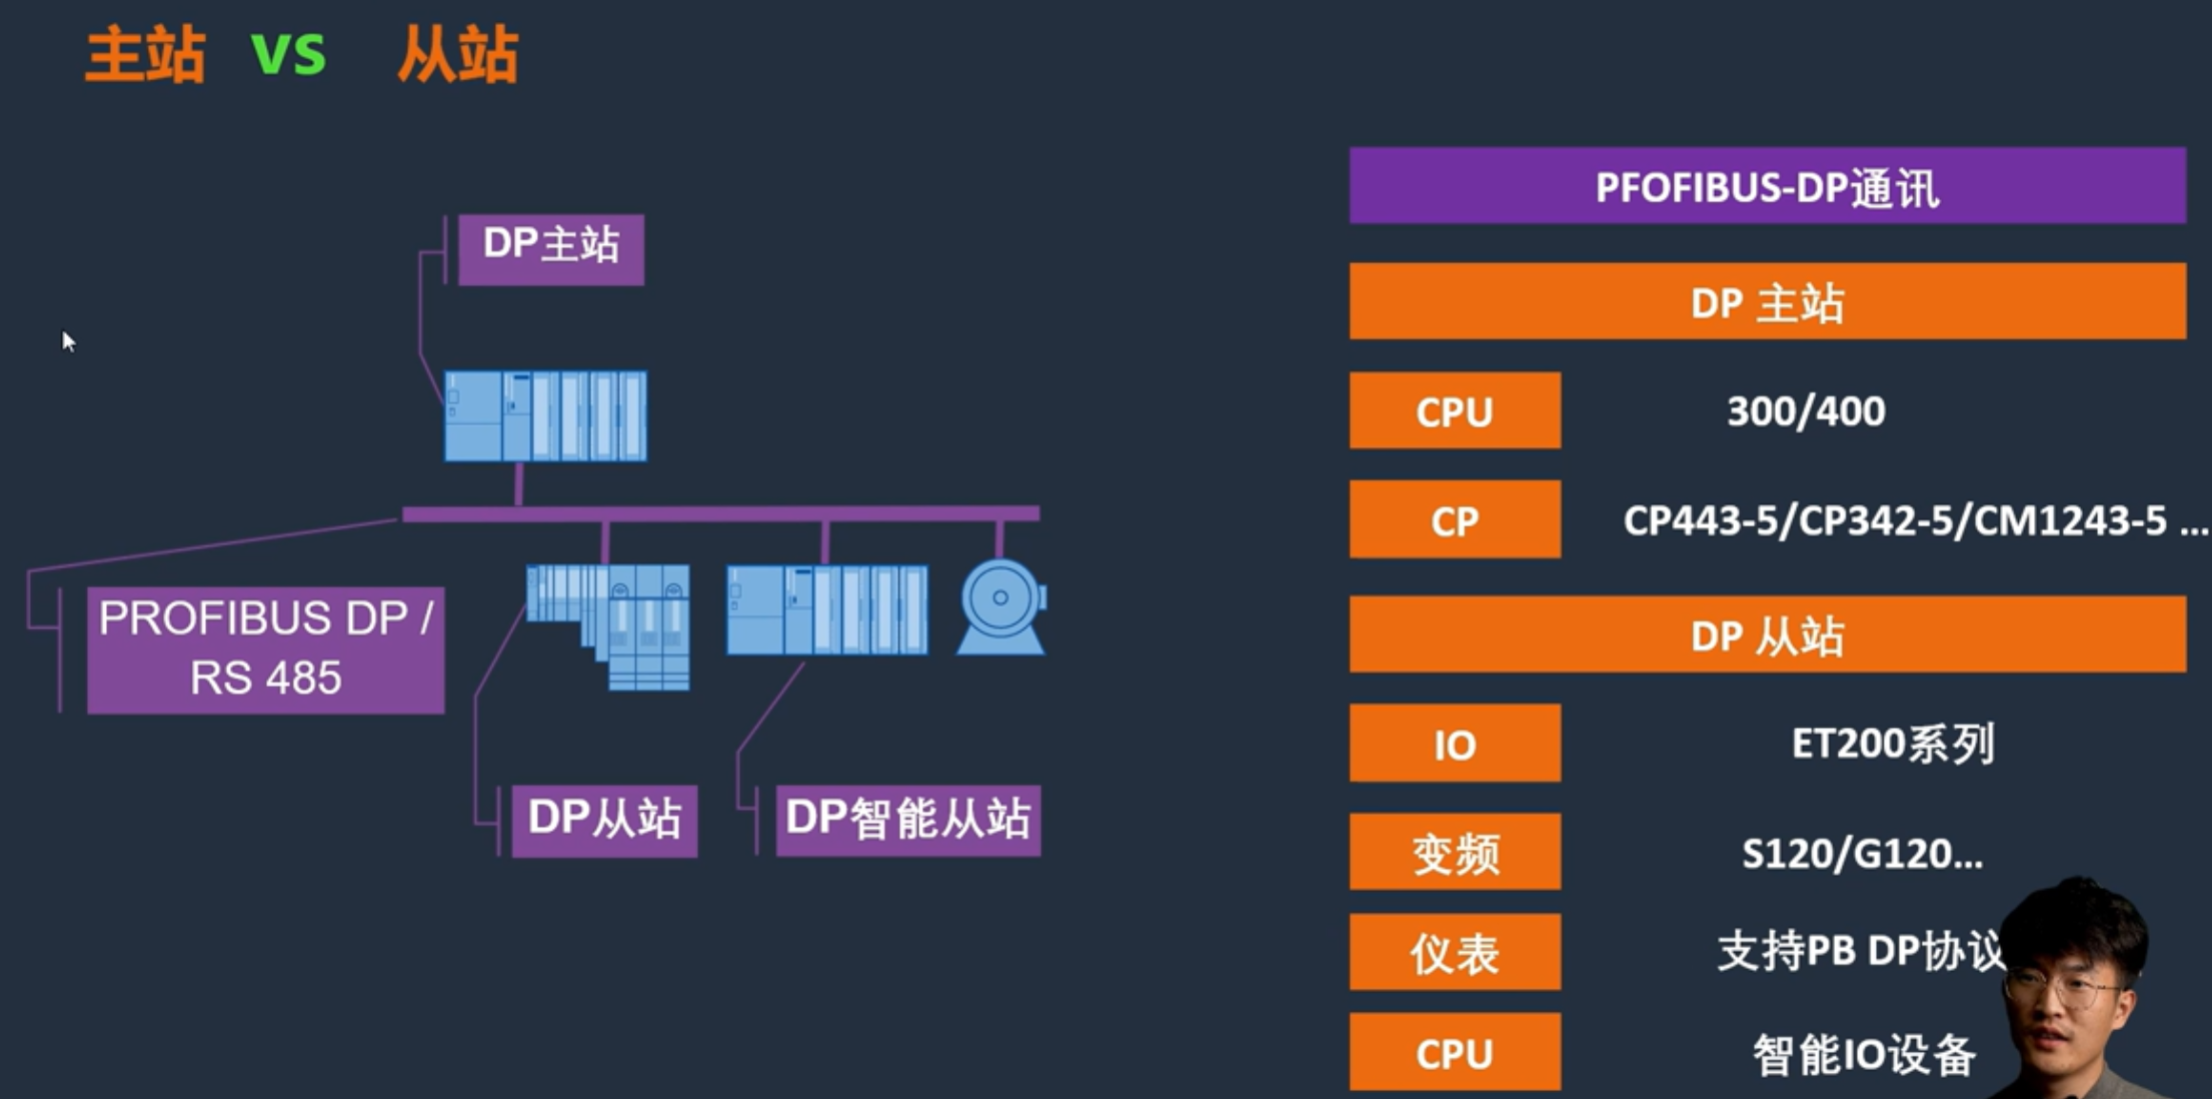 主站 VS 从站
DP主站
PROFIBUS DP /
RS 485
DP从站
DP智能从站
PFOFIBUS-DP通讯
DP 主站
CPU 300/400
CP CP443-5/CP342-5/CM1243-5 ...
DP 从站
IO ET200系列
变频 S120/G120...
仪表 支持PB DP协议
CPU 智能IO设备